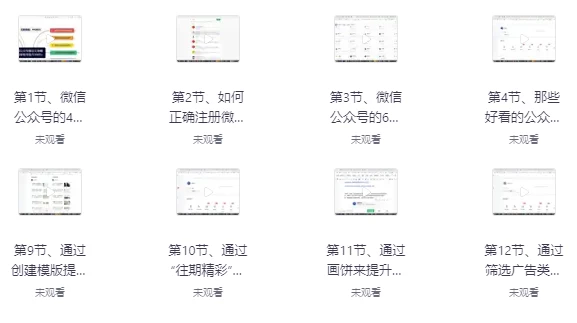 第1节、微信
公众号的4...
未观看
第2节、如何
正确注册微...
未观看
第3节、微信
公众号的6...
未观看
第4节、那些
好看的公众...
未观看
第9节、通过
创建模版提...
未观看
第10节、通过
“往期精彩”...
未观看
第11节、通过
画饼来提升...
未观看
第12节、通过
筛选广告类...
未观看